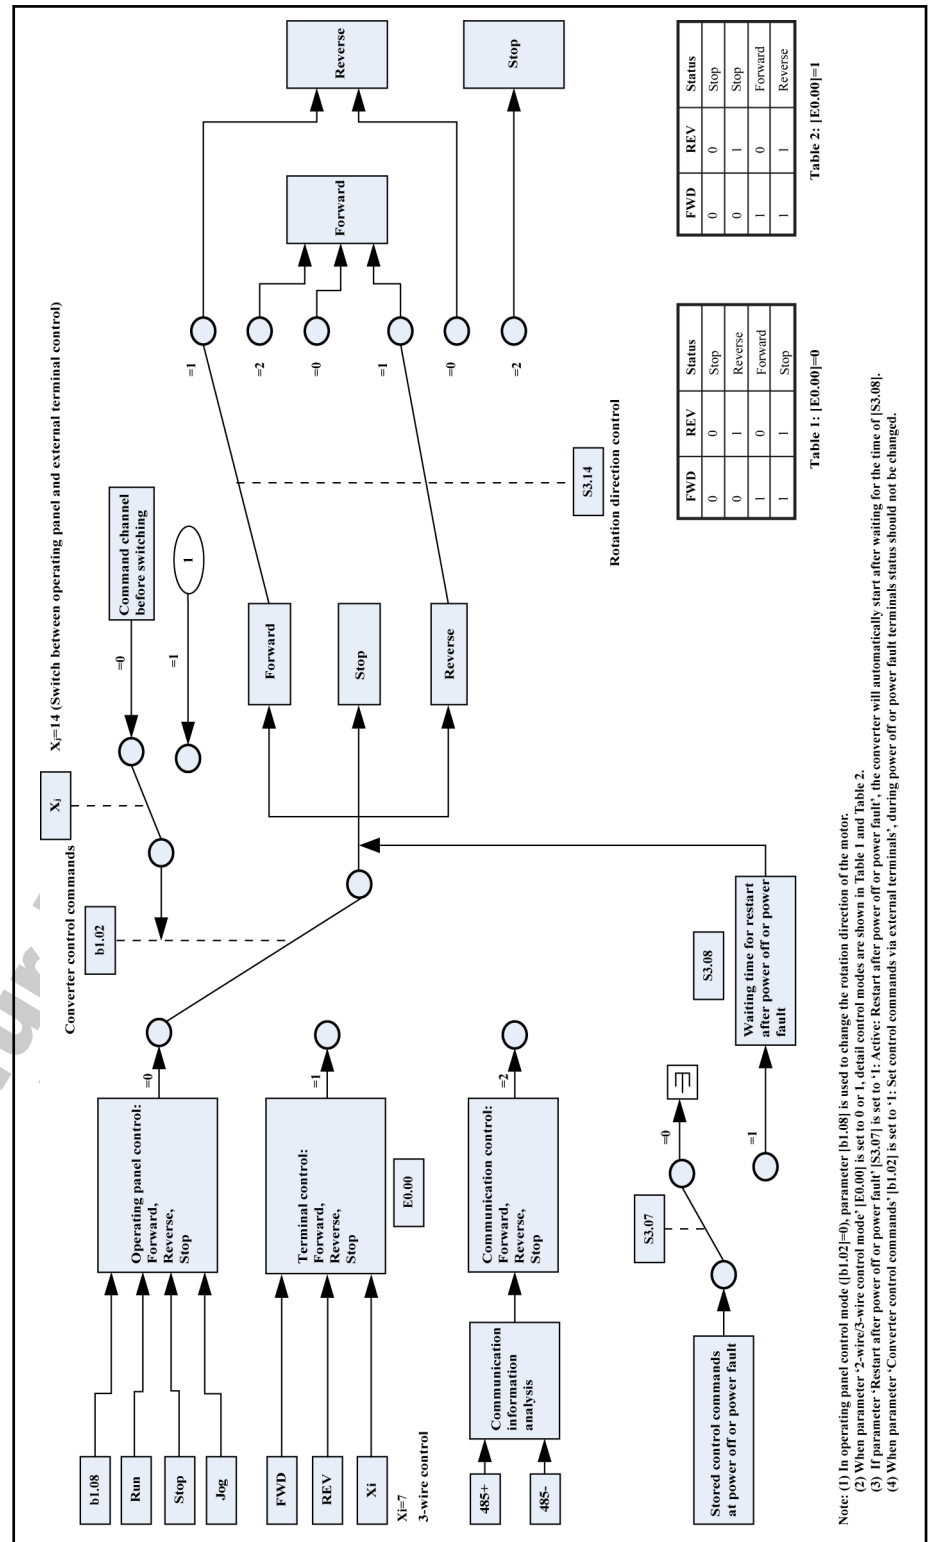 Converter control commands
X_j=14 (Switch between operating panel and external terminal control)
b1.02
X_j
=0
Command channel
before switching
=1
1
b1.08
Run
Stop
Jog
Operating panel control:
Forward,
Reverse,
Stop
=0
FWD
REV
Xi
Xi=7
3-wire control
Terminal control:
Forward,
Reverse,
Stop
=1
E0.00
485+
485-
Communication
information
analysis
Communication control:
Forward,
Reverse,
Stop
=2
Forward
Stop
Reverse
=1
=2
=0
=1
=0
=2
S3.14
Rotation direction control
Forward
Reverse
Stop
Stored control commands
at power off or power fault
S3.07
=0
=1
S3.08
Waiting time for restart
after power off or power
fault
FWD REV Status
0 0 Stop
0 1 Reverse
1 0 Forward
1 1 Stop
Table 1: [E0.00]=0
FWD REV Status
0 0 Stop
0 1 Stop
1 0 Forward
1 1 Reverse
Table 2: [E0.00]=1
Note: (1) In operating panel control mode ([b1.02]=0), parameter [b1.08] is used to change the rotation direction of the motor.
(2) When parameter ‘2-wire/3-wire control mode’ [E0.00] is set to 0 or 1, detail control modes are shown in Table 1 and Table 2.
(3) If parameter ‘Restart after power off or power fault’ [S3.07] is set to ‘1: Active: Restart after power off or power fault’, the converter will automatically start after waiting for the time of [S3.08].
(4) When parameter ‘Converter control commands’ [b1.02] is set to ‘1: Set control commands via external terminals’, during power off or power fault terminals status should not be changed.